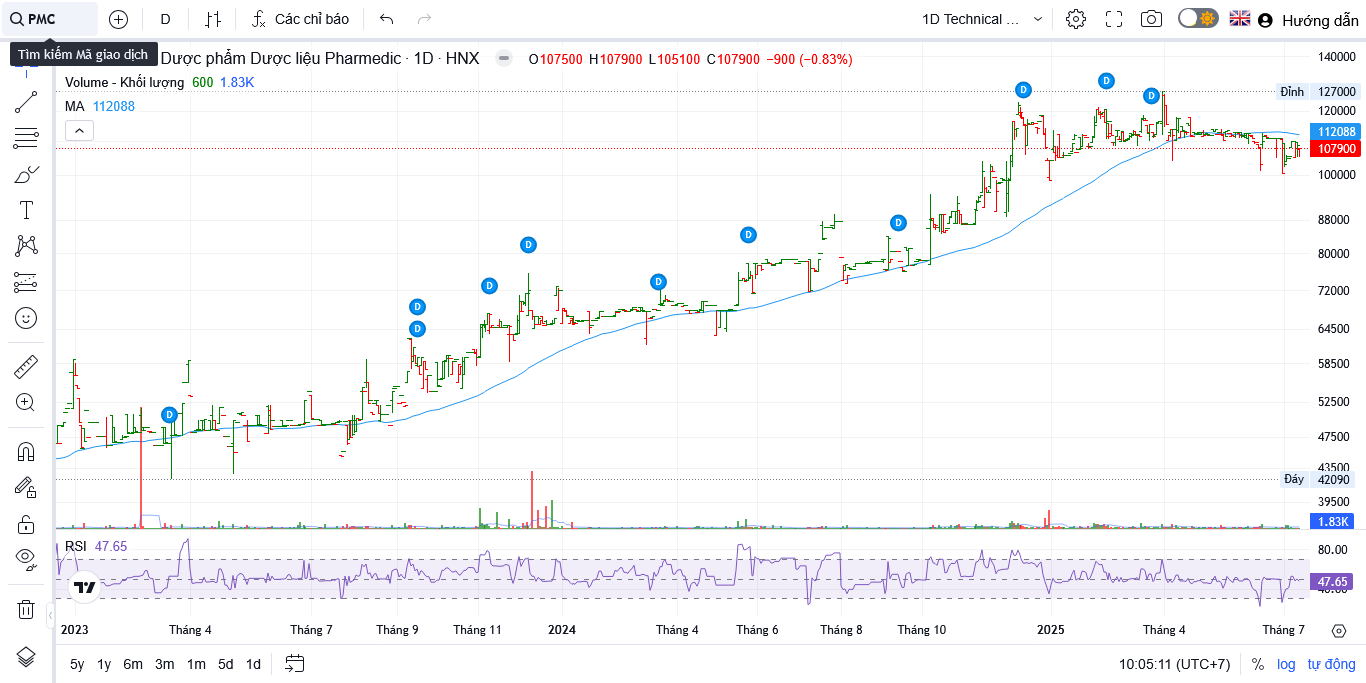 PMC D Các chỉ báo 1D Technical ... Hướng dẫn
Tìm kiếm Mã giao dịch
Dược phẩm Dược liệu Pharmedic · 1D · HNX O107500 H107900 L105100 C107900 −900 (−0.83%)
Volume - Khối lượng 600 1.83K
MA 112088
140000
Đỉnh 127000
120000
112088
107900
100000
88000
80000
72000
64500
58500
52500
47500
43500
Đáy 42090
39500
1.83K
D
D
D
D
D
D
D
D
D
D
D
D
RSI 47.65
80.00
47.65
40.00
2023 Tháng 4 Tháng 7 Tháng 9 Tháng 11 2024 Tháng 4 Tháng 6 Tháng 8 Tháng 10 2025 Tháng 4 Tháng 7
5y 1y 6m 3m 1m 5d 1d 10:05:11 (UTC+7) % log tự động